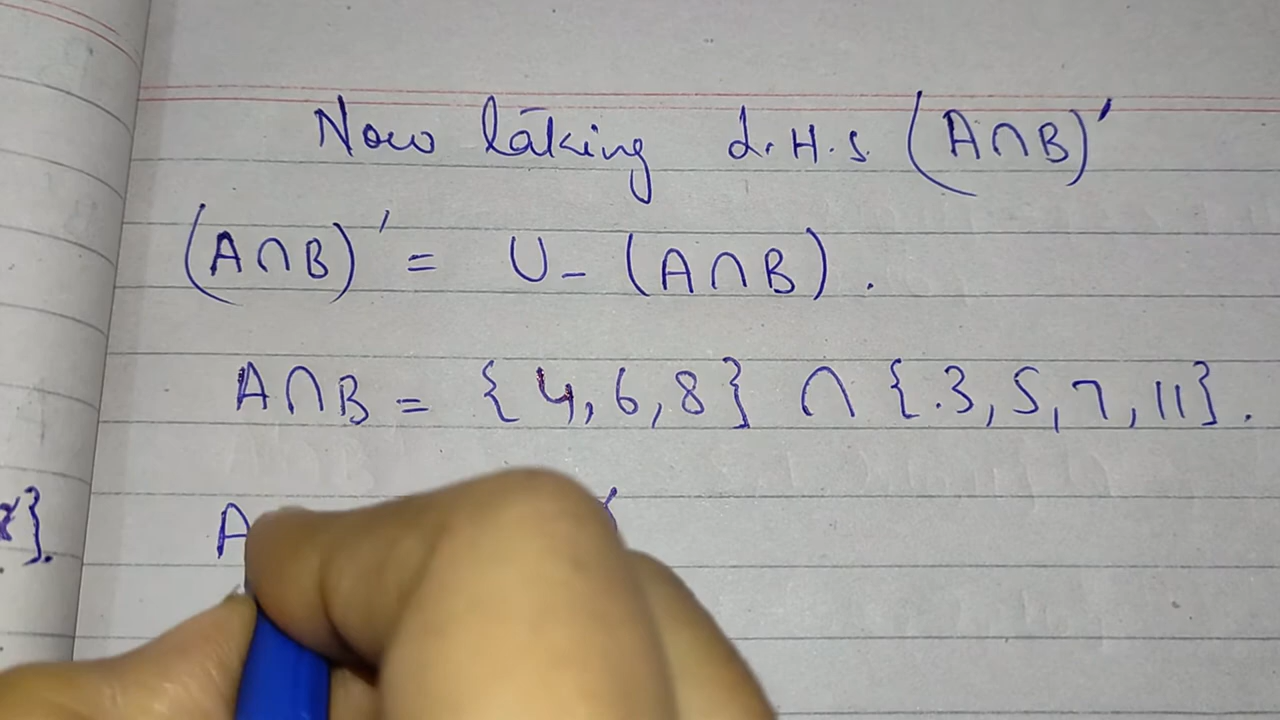 Now taking L.H.S. (A∩B)'
(A∩B)' = U - (A∩B).
A∩B = {4,6,8} ∩ {.3,5,7,11}.
}.
A